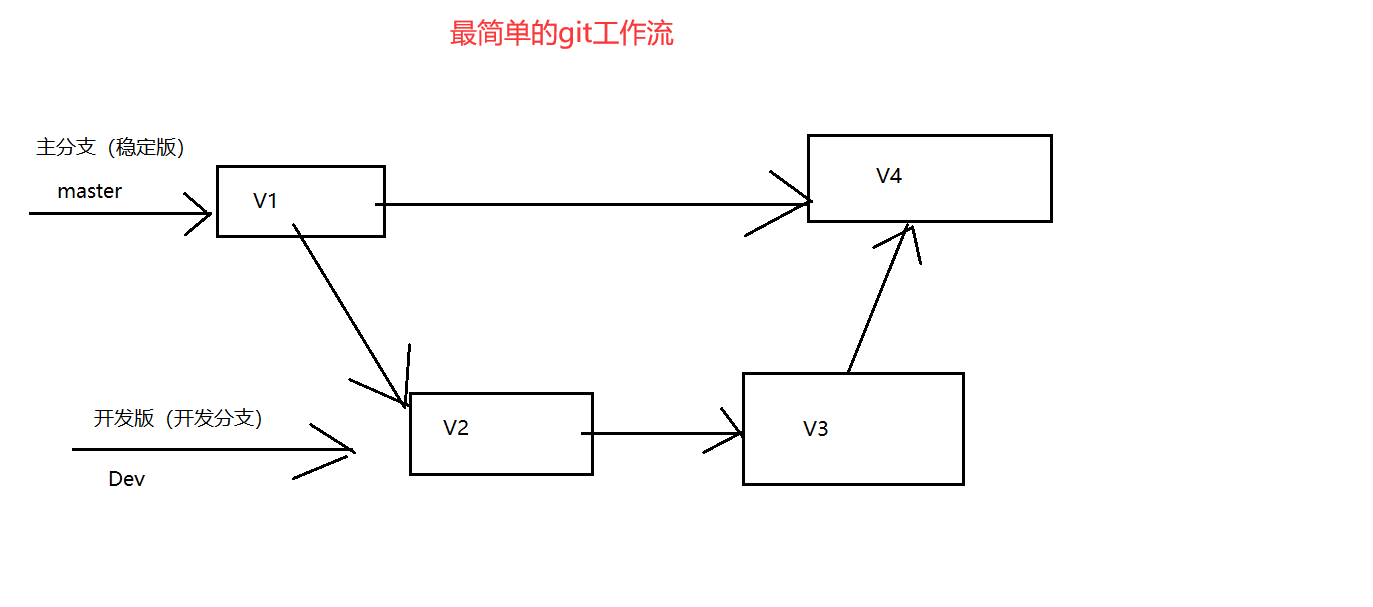 最简单的git工作流
主分支（稳定版）
master
V1
V4
开发版（开发分支）
Dev
V2
V3